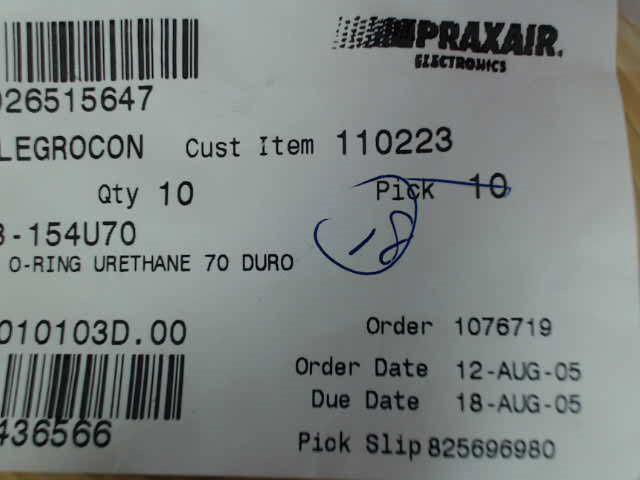 PRAXAIR.
ELECTRONICS
026515647
LEGROCON Cust Item 110223
Qty 10 Pick 10
-154U70
-18
O-RING URETHANE 70 DURO
010103D.00 Order 1076719
Order Date 12-AUG-05
Due Date 18-AUG-05
436566
Pick Slip 825696980